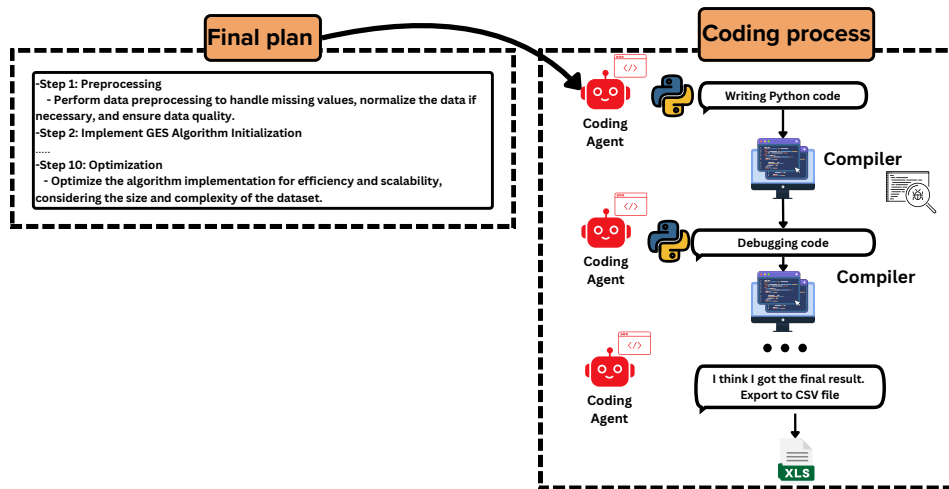 Final plan
-Step 1: Preprocessing
- Perform data preprocessing to handle missing values, normalize the data if
necessary, and ensure data quality.
-Step 2: Implement GES Algorithm Initialization
.....
-Step 10: Optimization
- Optimize the algorithm implementation for efficiency and scalability,
considering the size and complexity of the dataset.
Coding process
</>
Coding
Agent
Writing Python code
Compiler
</>
Coding
Agent
Debugging code
Compiler
</>
Coding
Agent
I think I got the final result.
Export to CSV file
XLS